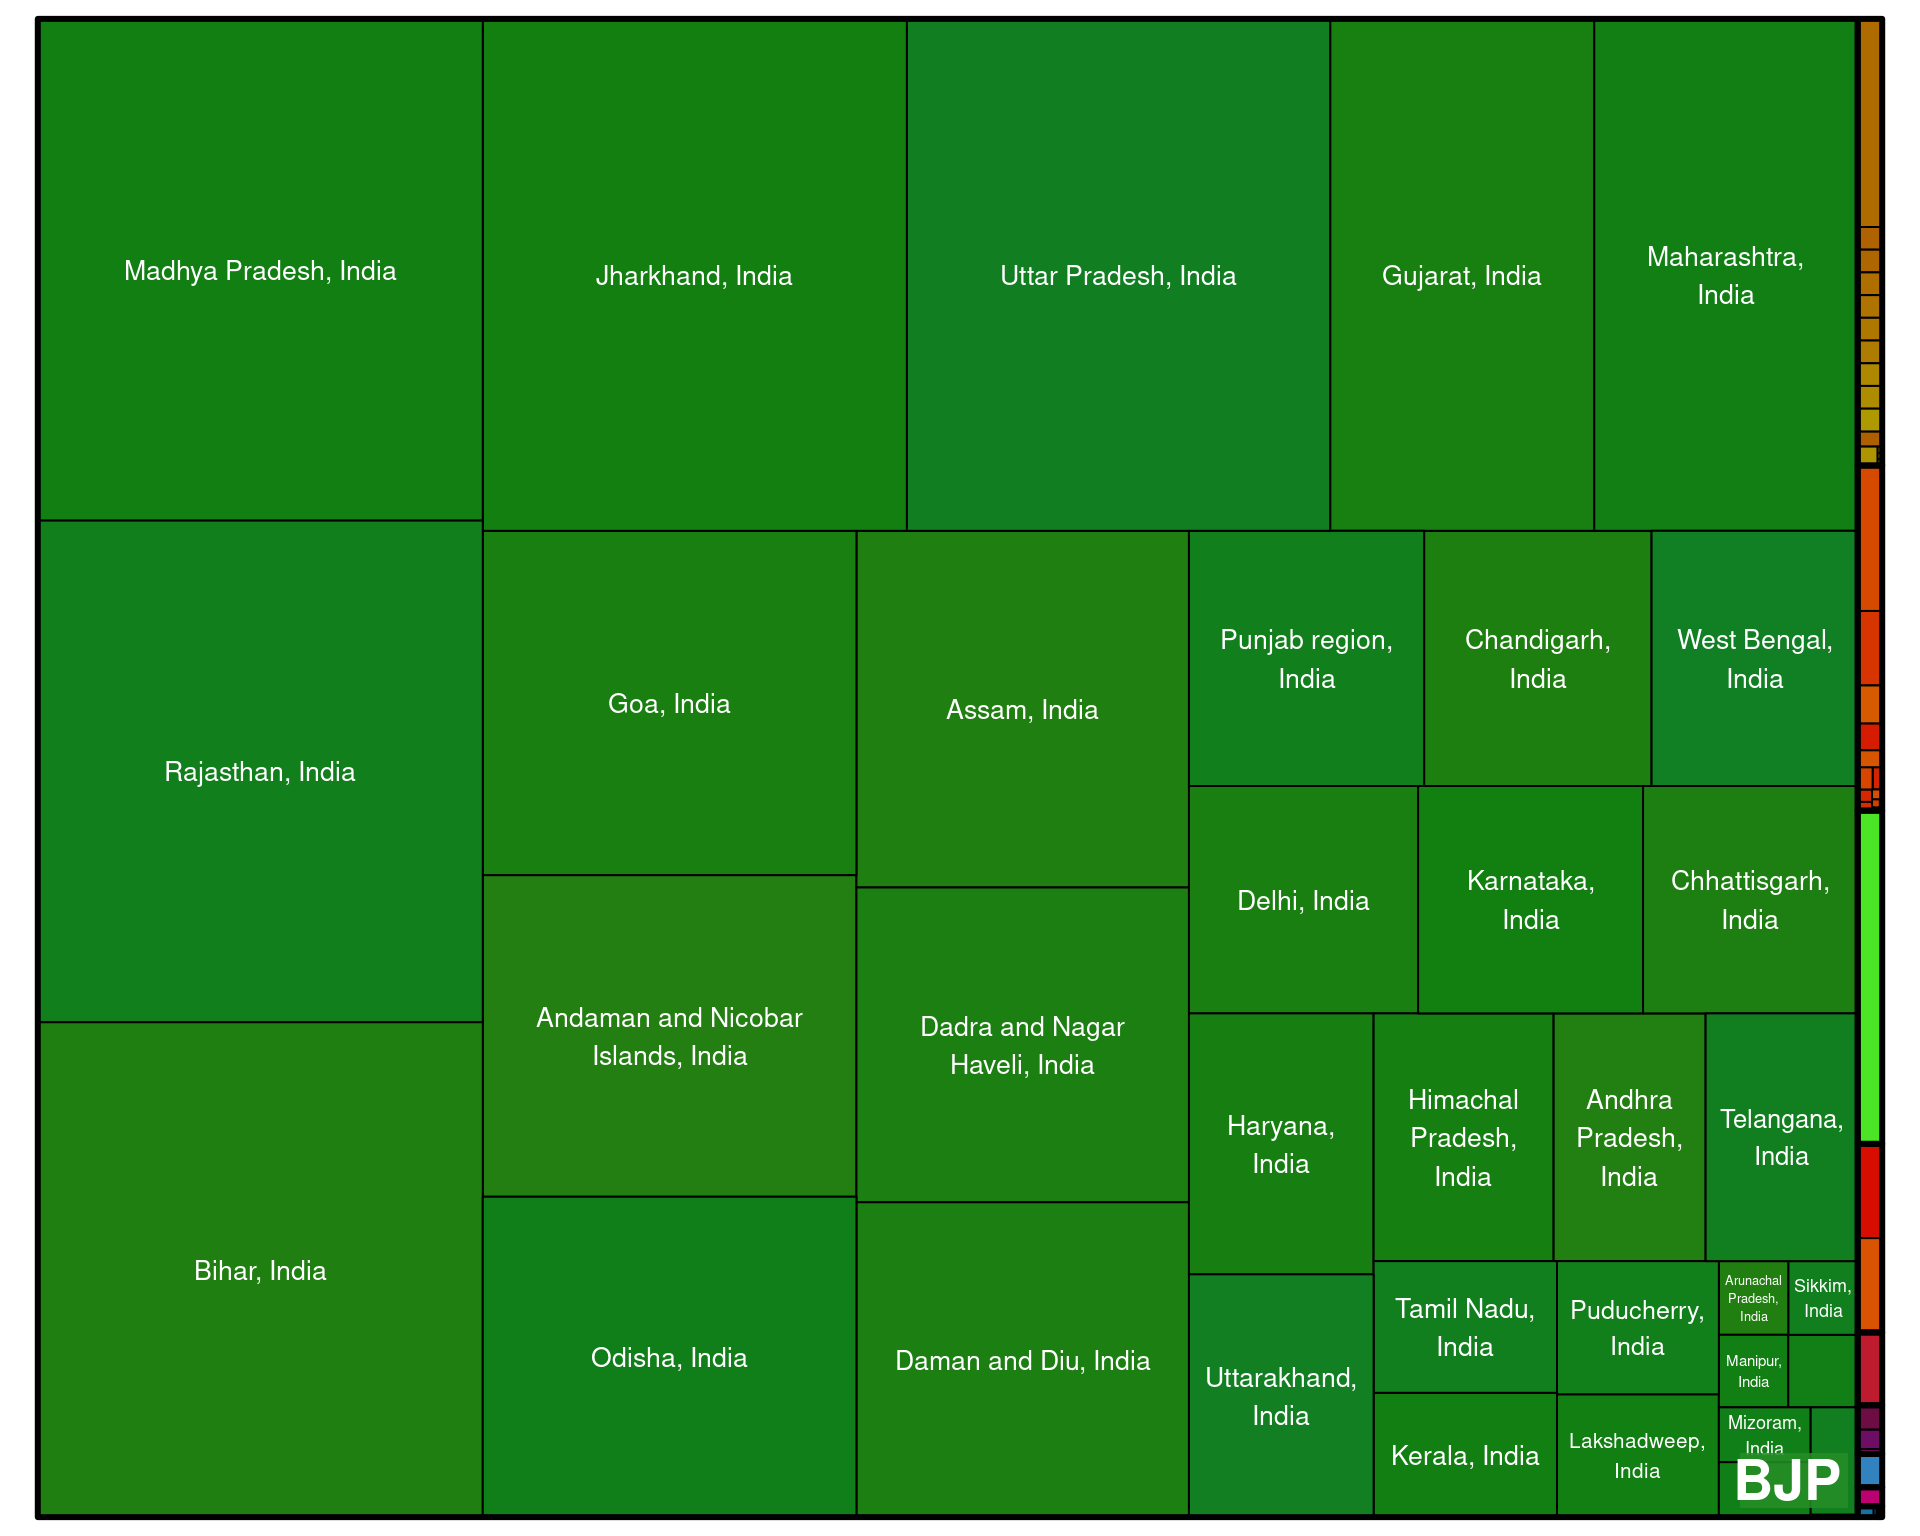 Madhya Pradesh, India
Jharkhand, India
Uttar Pradesh, India
Gujarat, India
Maharashtra,
India
Rajasthan, India
Goa, India
Assam, India
Punjab region,
India
Chandigarh,
India
West Bengal,
India
Delhi, India
Karnataka,
India
Chhattisgarh,
India
Andaman and Nicobar
Islands, India
Dadra and Nagar
Haveli, India
Haryana,
India
Himachal
Pradesh,
India
Andhra
Pradesh,
India
Telangana,
India
Bihar, India
Odisha, India
Daman and Diu, India
Uttarakhand,
India
Tamil Nadu,
India
Puducherry,
India
Arunachal
Pradesh,
India
Sikkim,
India
Manipur,
India
Kerala, India
Lakshadweep,
India
Mizoram,
India
BJP